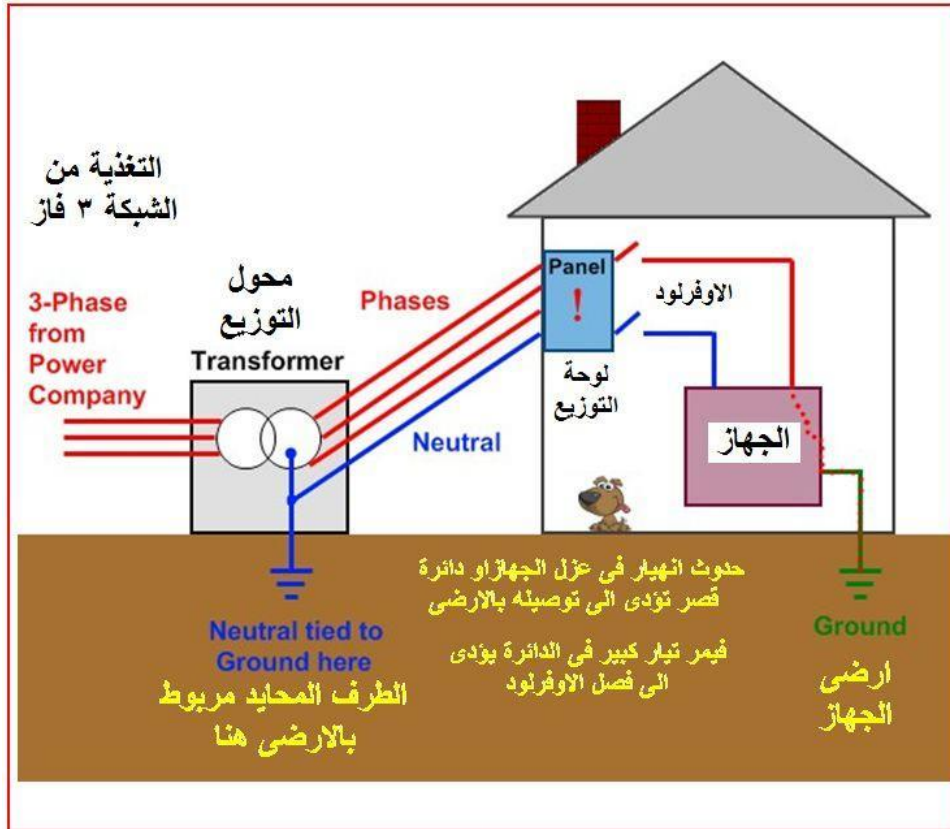 التغذية من
الشبكة ٣ فاز
3-Phase
from
Power
Company
محول
التوزيع
Transformer
Phases
Neutral
Panel
!
لوحة
التوزيع
الاوفرلود
الجهاز
Neutral tied to
Ground here
الطرف المحايد مربوط
بالارضى هنا
حدوث انهيار فى عزل الجهازاو دائرة
قصر تؤدى الى توصيله بالارضى
فيمر تيار كبير فى الدائرة يؤدى
الى فصل الاوفرلود
Ground
ارضى
الجهاز